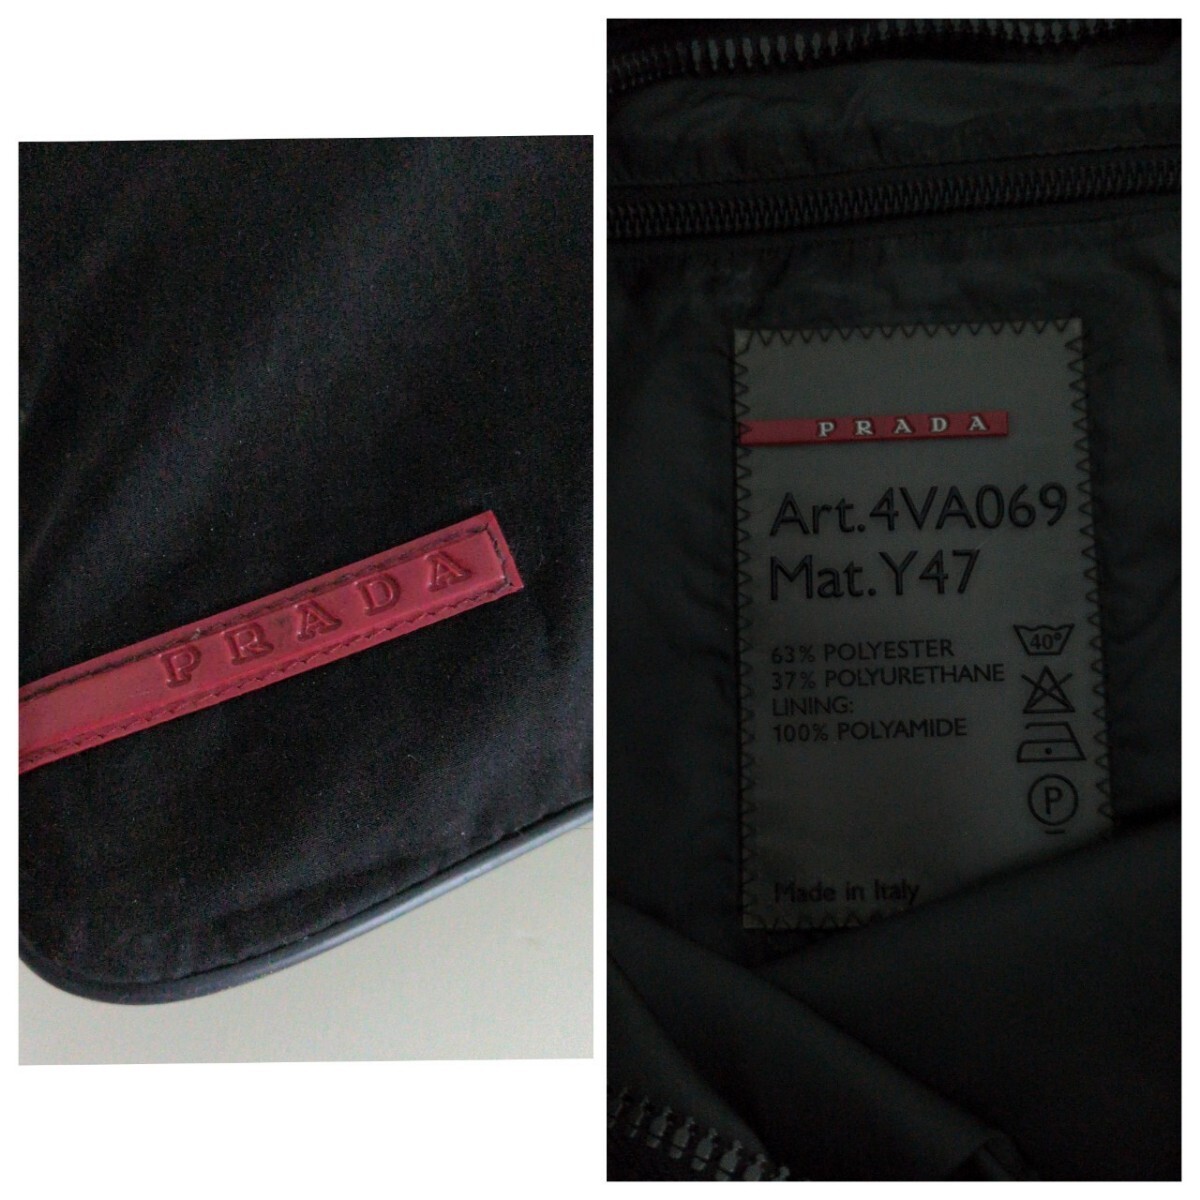 PRADA
PRADA
Art.4VA069
Mat.Y47
63% POLYESTER
37% POLYURETHANE
LINING:
100% POLYAMIDE
40°
P
Made in Italy